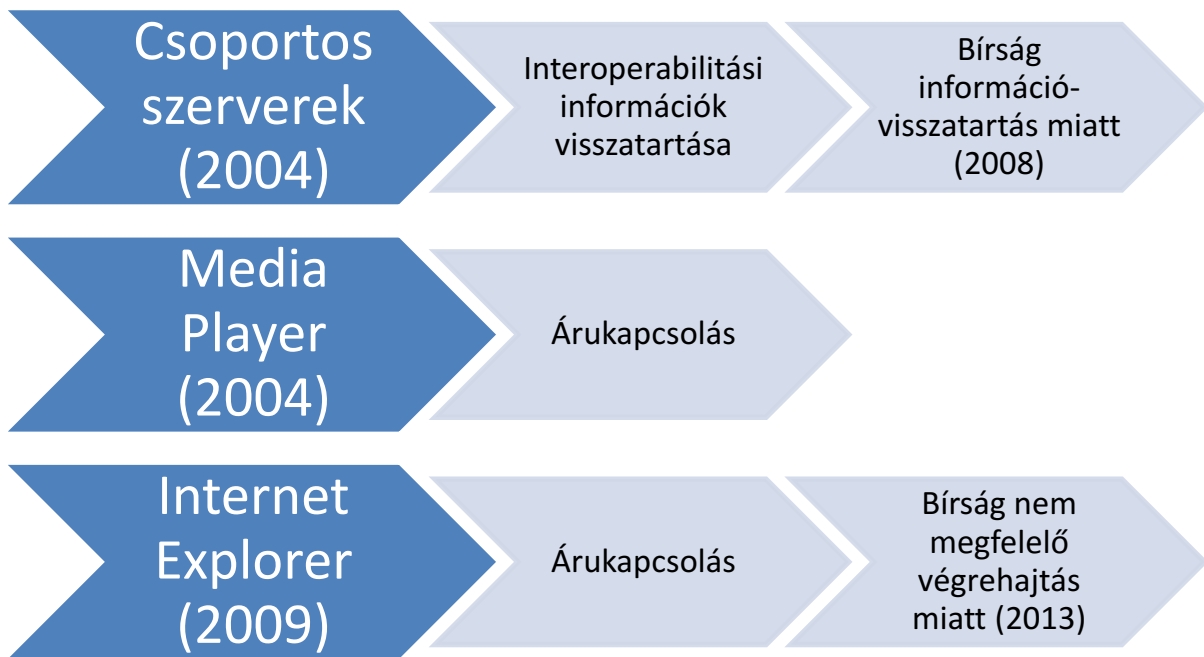 Csoportos
szerverek
(2004)
Interoperabilitási
információk
visszatartása
Bírság
információ-
visszatartás miatt
(2008)
Media
Player
(2004)
Árukapcsolás
Internet
Explorer
(2009)
Árukapcsolás
Bírság nem
megfelelő
végrehajtás
miatt (2013)